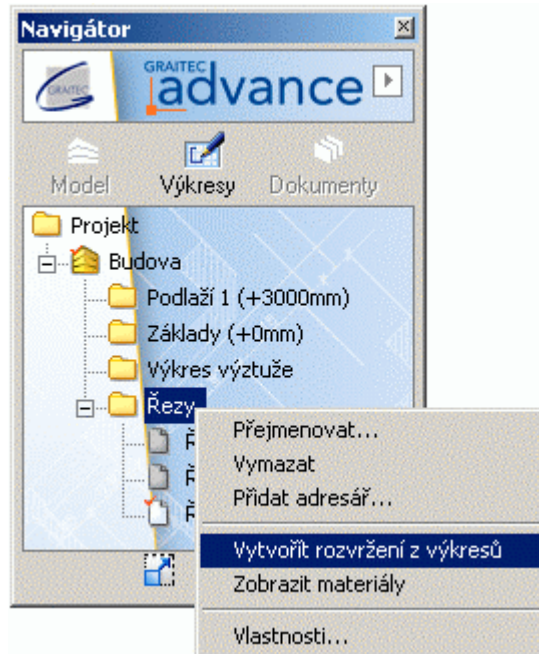 Navigátor
GRAITEC
GRAITEC
advance
Model Výkresy Dokumenty
Projekt
Budova
Podlaží 1 (+3000mm)
Základy (+0mm)
Výkres výztuže
Řezy
Ř
Přejmenovat...
Ř
Vymazat
Ř
Přidat adresář...
Vytvořit rozvržení z výkresů
Zobrazit materiály
Vlastnosti...